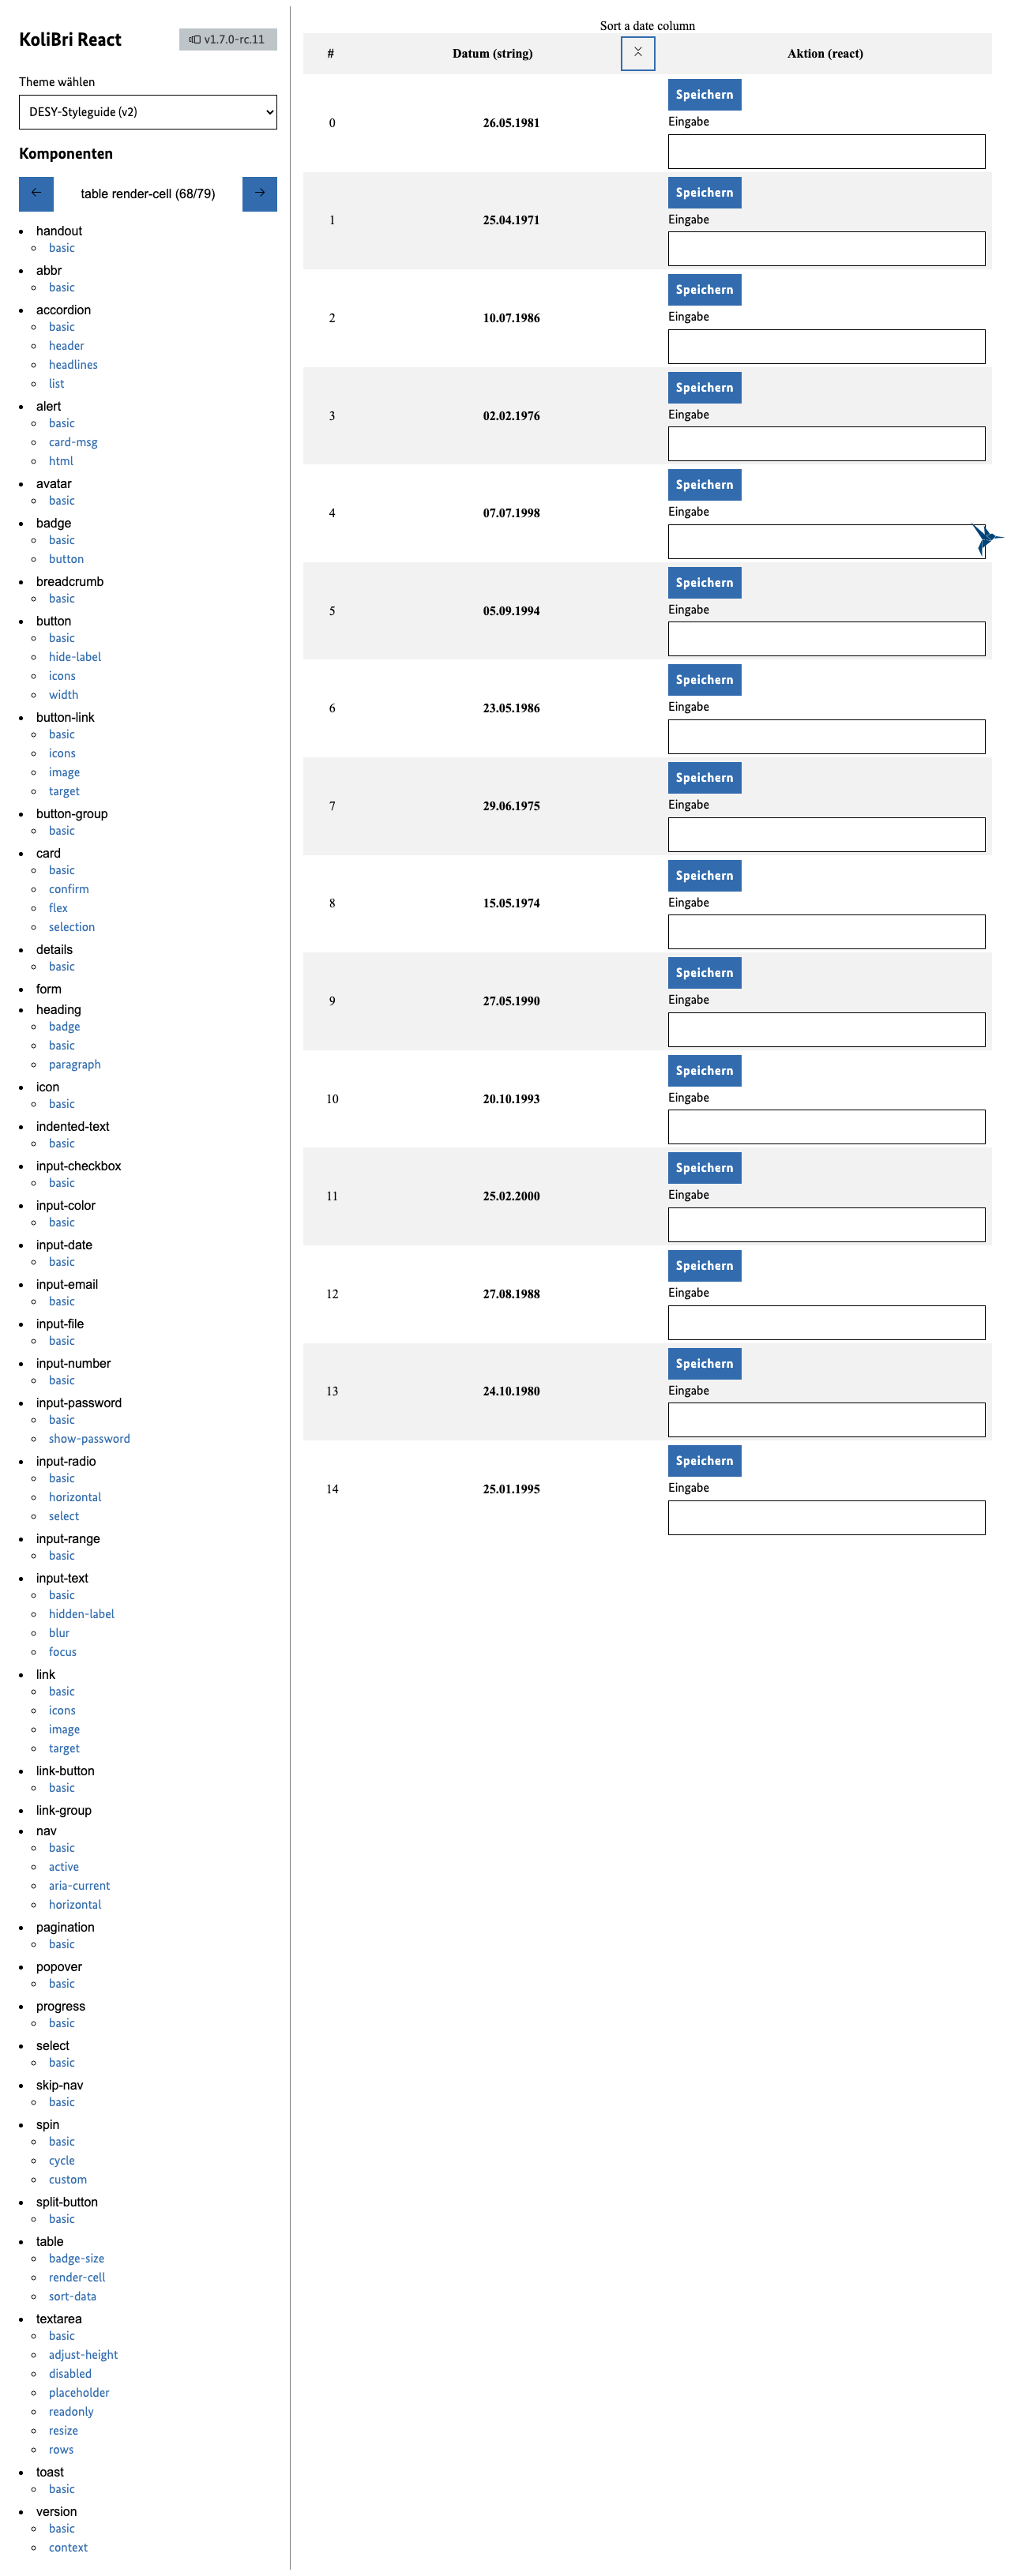 KoliBri React
v1.7.0-rc.11
Theme wählen
DESY-Styleguide (v2)
Komponenten
table render-cell (68/79)
handout
basic
abbr
basic
accordion
basic
header
headlines
list
alert
basic
card-msg
html
avatar
basic
badge
basic
button
breadcrumb
basic
button
basic
hide-label
icons
width
button-link
basic
icons
image
target
button-group
basic
card
basic
confirm
flex
selection
details
basic
form
heading
badge
basic
paragraph
icon
basic
indented-text
basic
input-checkbox
basic
input-color
basic
input-date
basic
input-email
basic
input-file
basic
input-number
basic
input-password
basic
show-password
input-radio
basic
horizontal
select
input-range
basic
input-text
basic
hidden-label
blur
focus
link
basic
icons
image
target
link-button
basic
link-group
nav
basic
active
aria-current
horizontal
pagination
basic
popover
basic
progress
basic
select
basic
skip-nav
basic
spin
basic
cycle
custom
split-button
basic
table
badge-size
render-cell
sort-data
textarea
basic
adjust-height
disabled
placeholder
readonly
resize
rows
toast
basic
version
basic
context
Sort a date column
# Datum (string) Aktion (react)
Speichern
0 26.05.1981 Eingabe
Speichern
1 25.04.1971 Eingabe
Speichern
2 10.07.1986 Eingabe
Speichern
3 02.02.1976 Eingabe
Speichern
4 07.07.1998 Eingabe
Speichern
5 05.09.1994 Eingabe
Speichern
6 23.05.1986 Eingabe
Speichern
7 29.06.1975 Eingabe
Speichern
8 15.05.1974 Eingabe
Speichern
9 27.05.1990 Eingabe
Speichern
10 20.10.1993 Eingabe
Speichern
11 25.02.2000 Eingabe
Speichern
12 27.08.1988 Eingabe
Speichern
13 24.10.1980 Eingabe
Speichern
14 25.01.1995 Eingabe